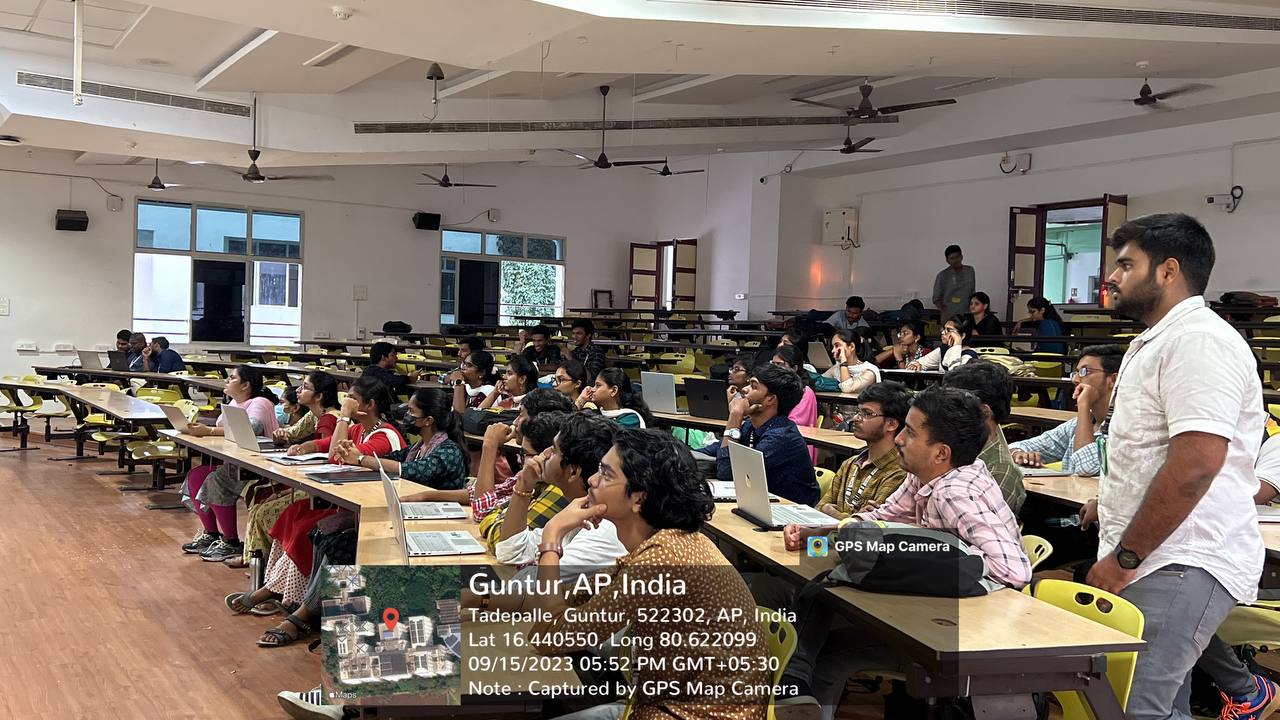 GPS Map Camera
Guntur,AP,India
Tadepalle, Guntur, 522302, AP, India
Lat 16.440550, Long 80.622099
09/15/2023 05:52 PM GMT+05:30
Note : Captured by GPS Map Camera
Maps